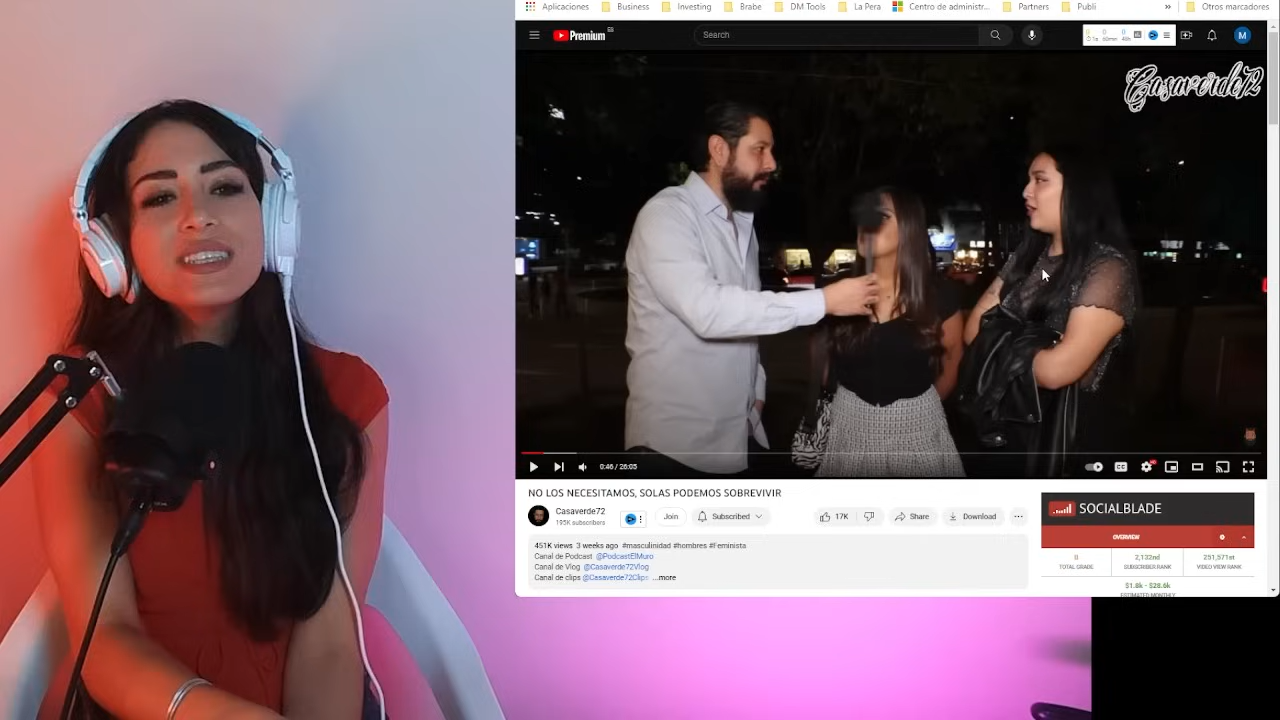 Aplicaciones Business Investing Brabe DM Tools La Pera Centro de administr... Partners Publi » Otros marcadores
Premium
Search
M
Casaverde72
0:46 / 26:05
NO LOS NECESITAMOS, SOLAS PODEMOS SOBREVIVIR
Casaverde72
195K subscribers
Join Subscribed 17K Share Download ...
451K views 3 weeks ago #masculinidad #hombres #Feminista
Canal de Podcast @PodcastElMuro
Canal de Vlog @Casaverde72Vlog
Canal de clips @Casaverde72Clips ...more
SOCIALBLADE
OVERVIEW
B 2,132nd 251,571st
TOTAL GRADE SUBSCRIBER RANK VIDEO VIEW RANK
$1.8k - $28.6k
ESTIMATED MONTHLY